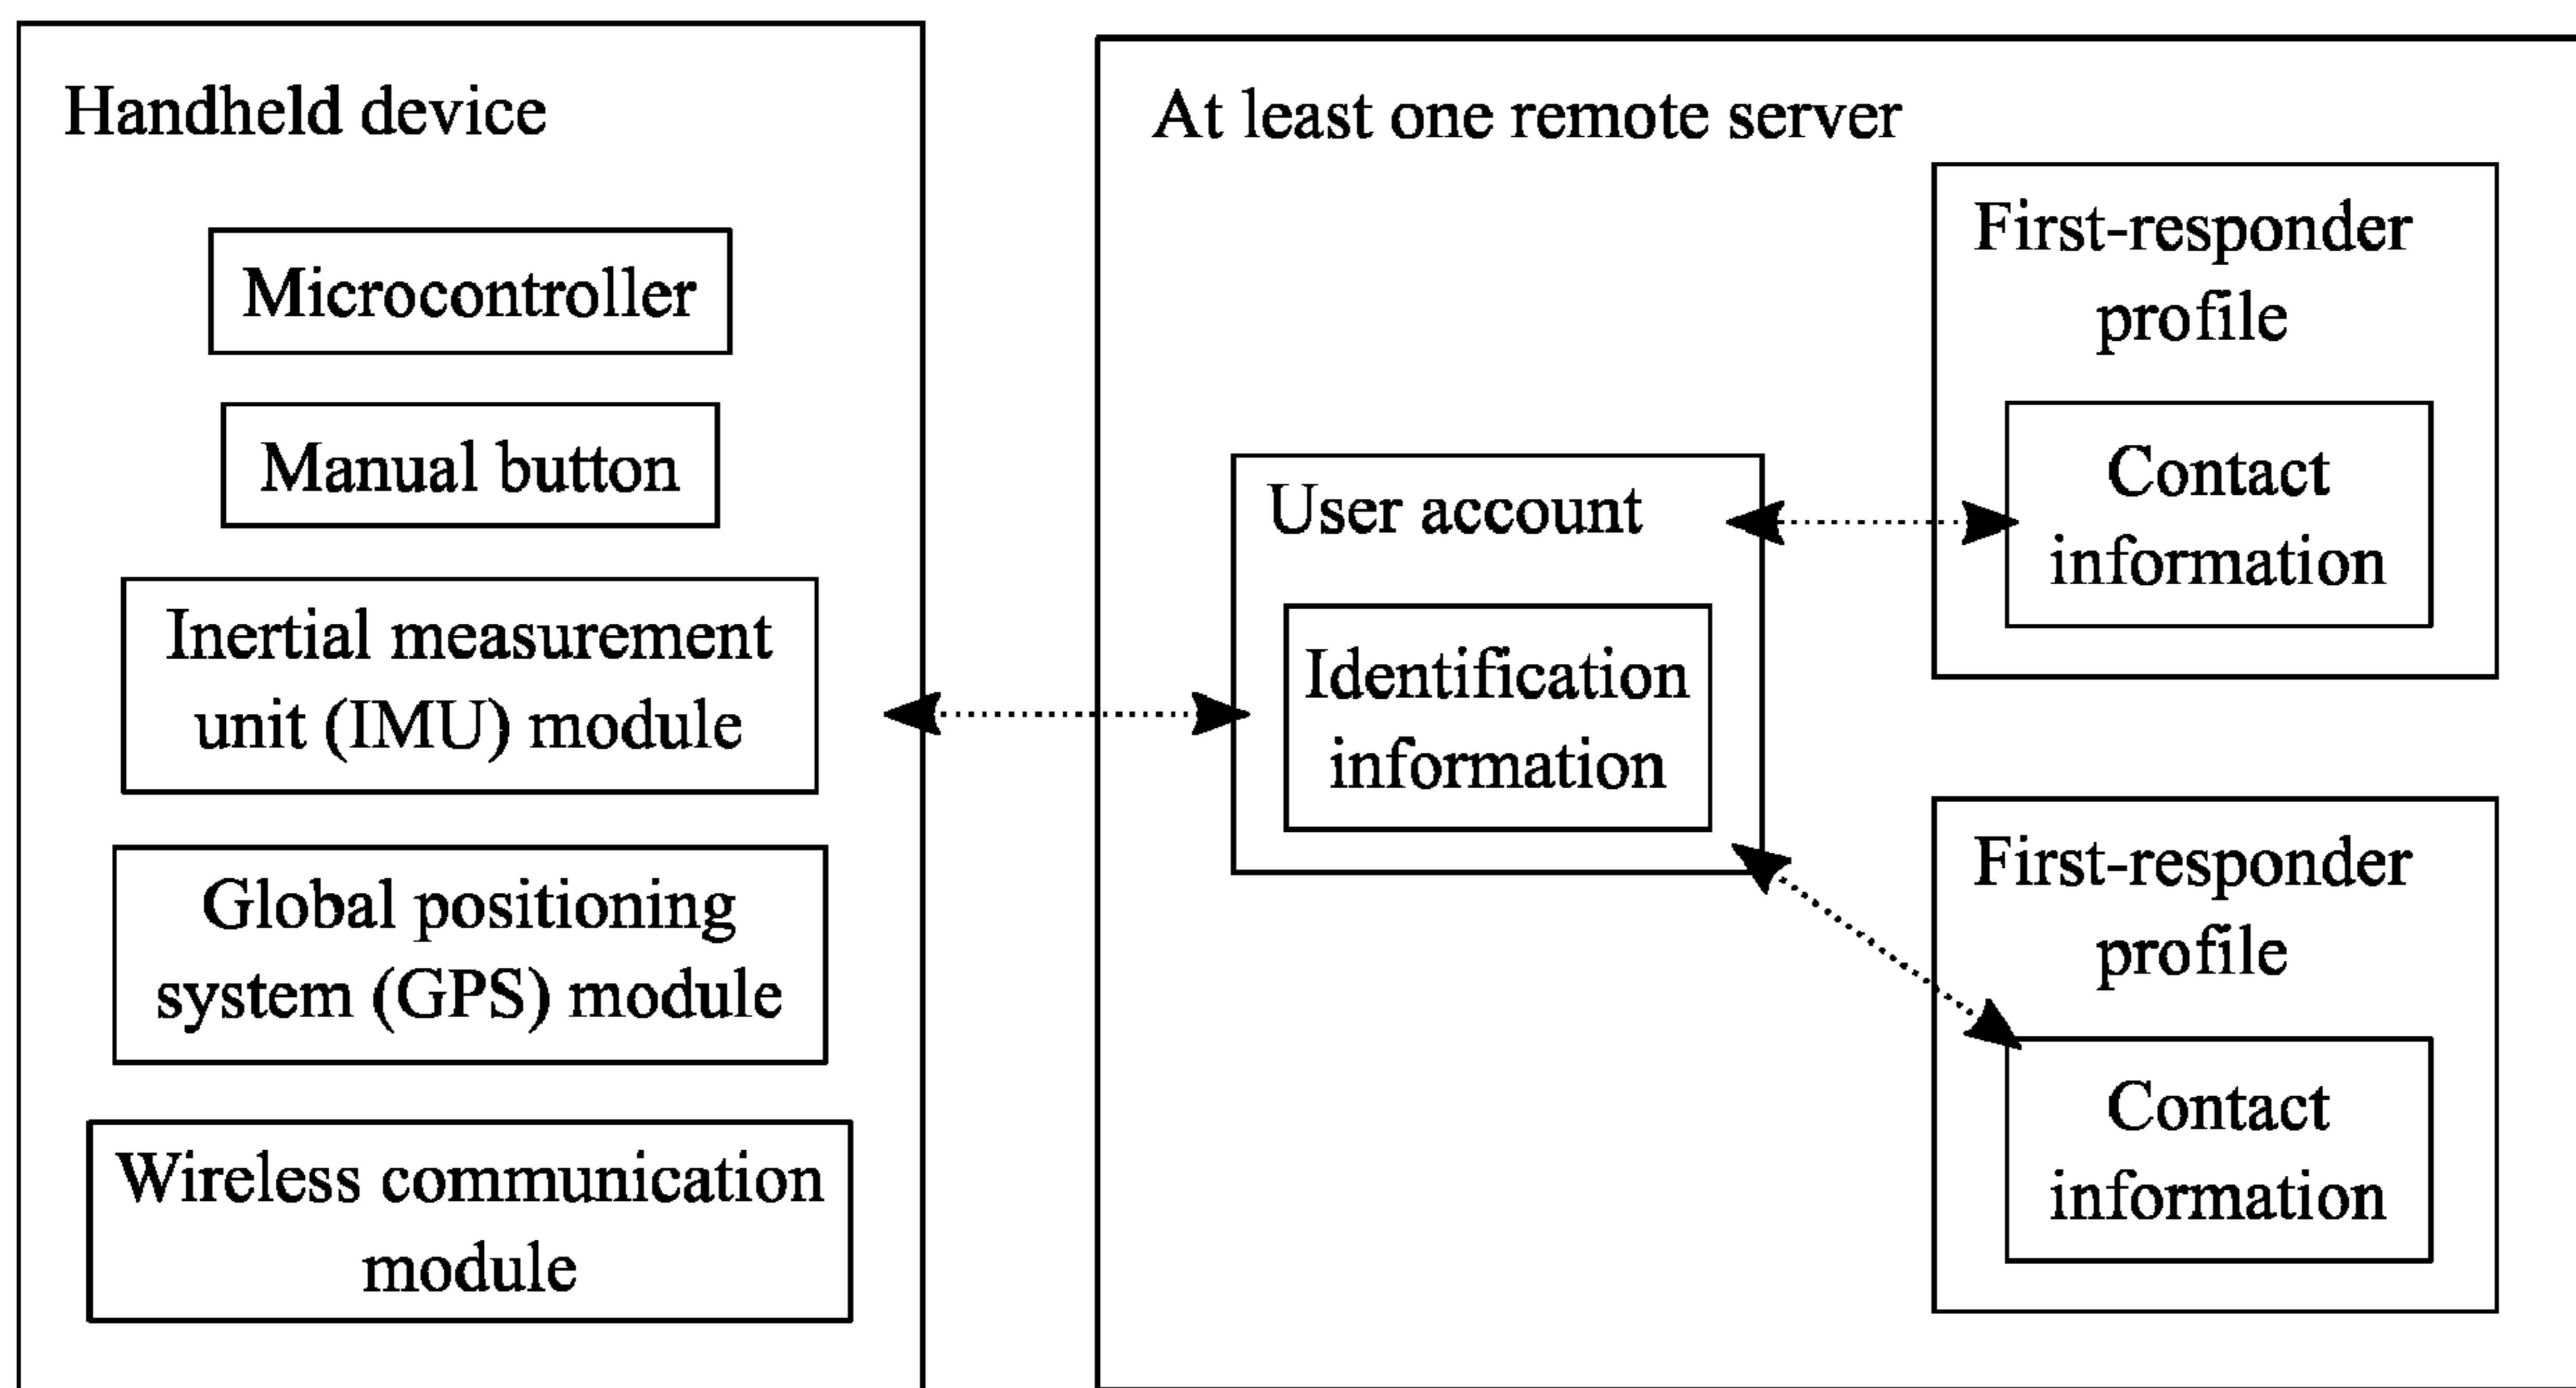 Handheld device
Microcontroller
Manual button
Inertial measurement
unit (IMU) module
Global positioning
system (GPS) module
Wireless communication
module
At least one remote server
User account
Identification
information
First-responder
profile
Contact
information
First-responder
profile
Contact
information